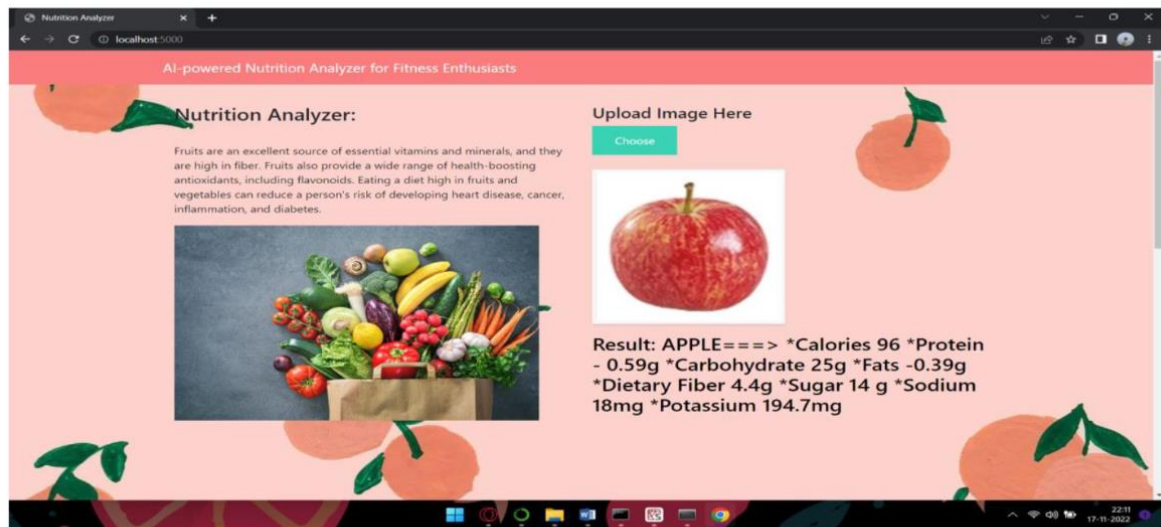 Nutrition Analyzer
localhost:5000
AI-powered Nutrition Analyzer for Fitness Enthusiasts
Nutrition Analyzer:
Fruits are an excellent source of essential vitamins and minerals, and they
are high in fiber. Fruits also provide a wide range of health-boosting
antioxidants, including flavonoids. Eating a diet high in fruits and
vegetables can reduce a person's risk of developing heart disease, cancer,
inflammation, and diabetes.
Upload Image Here
Choose
Result: APPLE===> *Calories 96 *Protein
- 0.59g *Carbohydrate 25g *Fats -0.39g
*Dietary Fiber 4.4g *Sugar 14 g *Sodium
18mg *Potassium 194.7mg
22:11
17-11-2022